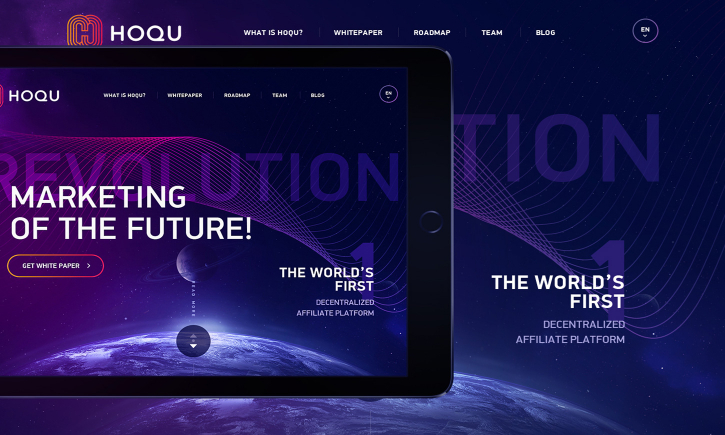 HOQU
WHAT IS HOQU?
WHITEPAPER
ROADMAP
TEAM
BLOG
EN
HOQU
WHAT IS HOQU?
WHITEPAPER
ROADMAP
TEAM
BLOG
EN
REVOLUTION
TION
MARKETING
OF THE FUTURE!
GET WHITE PAPER
READ MORE
1
THE WORLD'S
FIRST
DECENTRALIZED
AFFILIATE PLATFORM
1
THE WORLD'S
FIRST
DECENTRALIZED
AFFILIATE PLATFORM